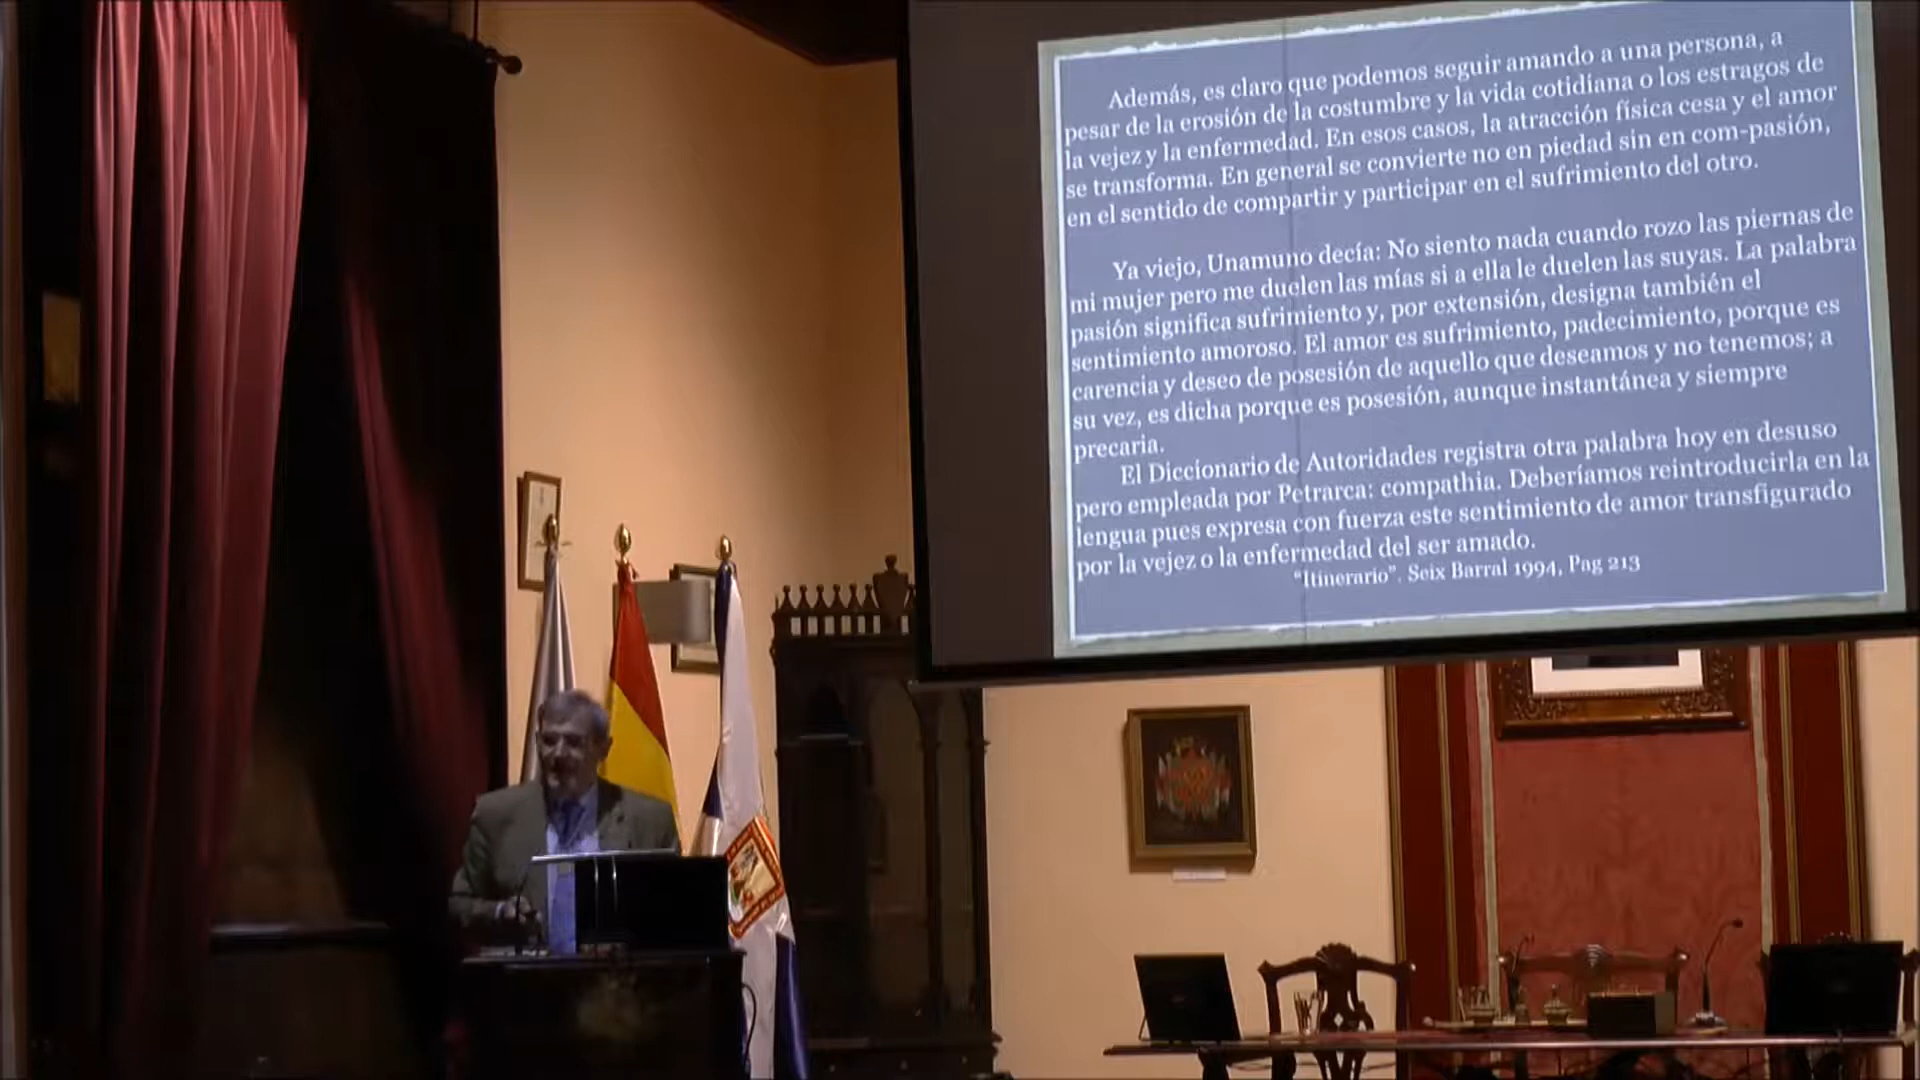 Además, es claro que podemos seguir amando a una persona, a
pesar de la erosión de la costumbre y la vida cotidiana o los estragos de
la vejez y la enfermedad. En esos casos, la atracción física cesa y el amor
se transforma. En general se convierte no en piedad sin en com-pasión,
en el sentido de compartir y participar en el sufrimiento del otro.
Ya viejo, Unamuno decía: No siento nada cuando rozo las piernas de
mi mujer pero me duelen las mías si a ella le duelen las suyas. La palabra
pasión significa sufrimiento y, por extensión, designa también el
sentimiento amoroso. El amor es sufrimiento, padecimiento, porque es
carencia y deseo de posesión de aquello que deseamos y no tenemos; a
su vez, es dicha porque es posesión, aunque instantánea y siempre
precaria.
El Diccionario de Autoridades registra otra palabra hoy en desuso
pero empleada por Petrarca: compathia. Deberíamos reintroducirla en la
lengua pues expresa con fuerza este sentimiento de amor transfigurado
por la vejez o la enfermedad del ser amado.
"Itinerario". Seix Barral 1994, Pag 213